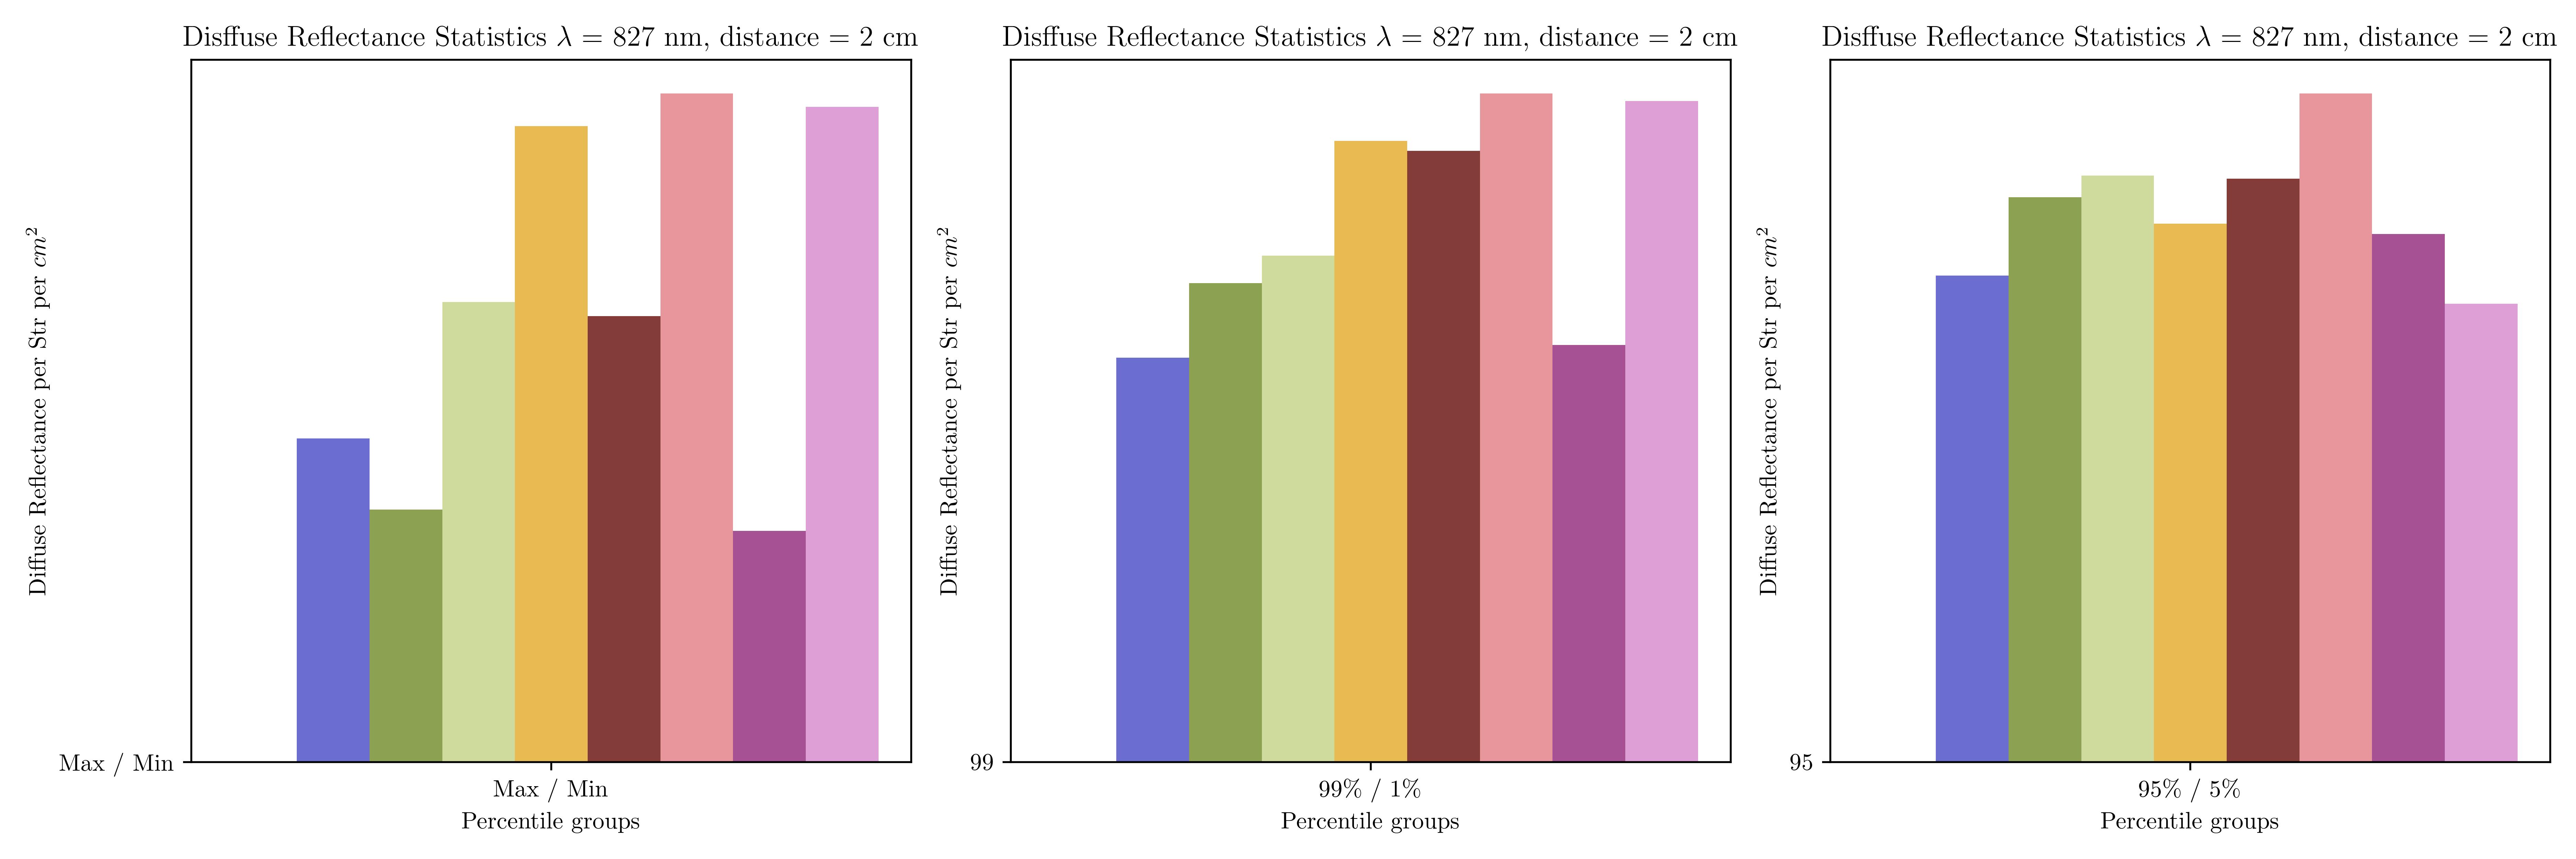 Disffuse Reflectance Statistics λ = 827 nm, distance = 2 cm
Diffuse Reflectance per Str per cm²
Max / Min
Max / Min
Percentile groups
Disffuse Reflectance Statistics λ = 827 nm, distance = 2 cm
Diffuse Reflectance per Str per cm²
99
99% / 1%
Percentile groups
Disffuse Reflectance Statistics λ = 827 nm, distance = 2 cm
Diffuse Reflectance per Str per cm²
95
95% / 5%
Percentile groups